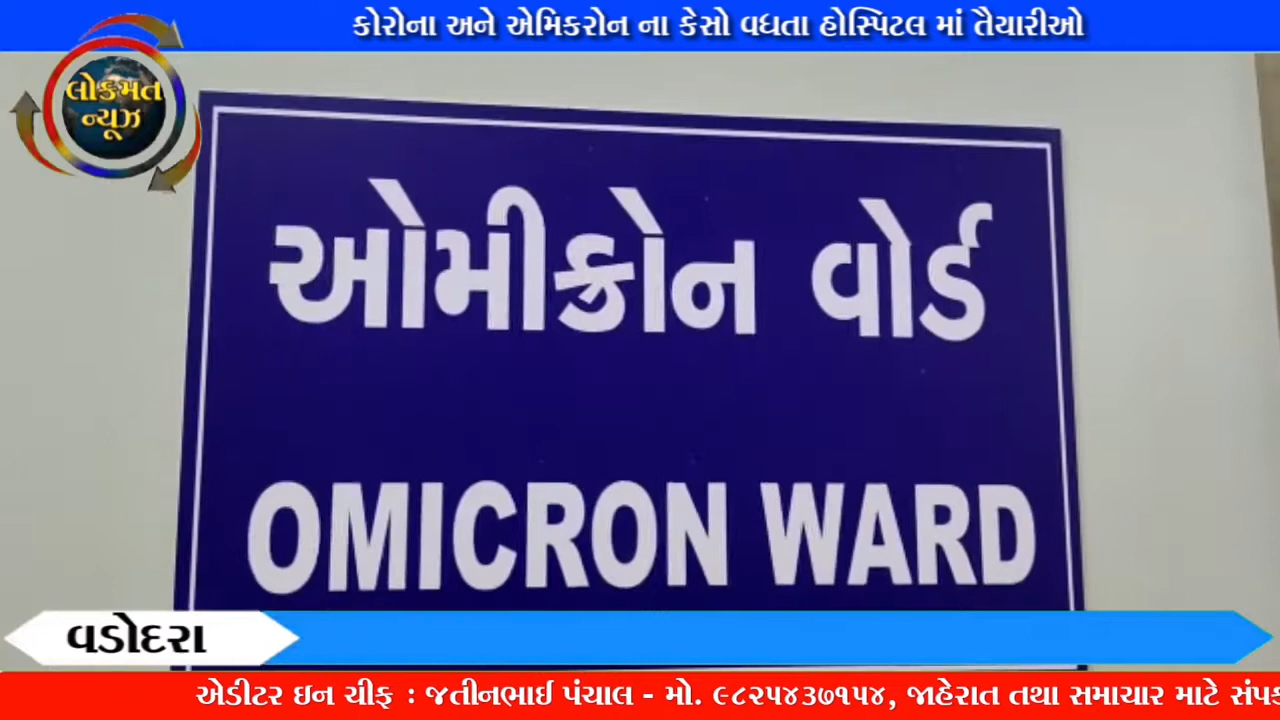 કોરોના અને એમિકરોન ના કેસો વધતા હોસ્પિટલ માં તૈયારીઓ
લોકમત
ન્યૂઝ
ઓમીક્રોન વોર્ડ
OMICRON WARD
વડોદરા
એડીટર ઇન ચીફ : જતીનભાઈ પંચાલ - મો. ૯૮૨૫૪૩૭૧૫૪, જાહેરાત તથા સમાચાર માટે